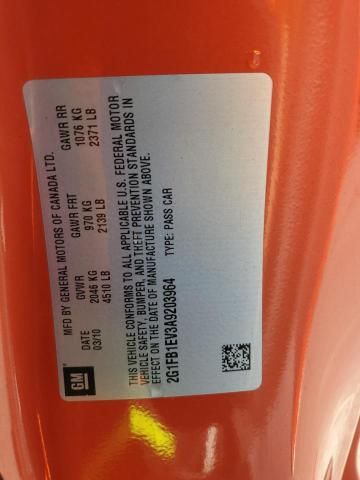 GM
MFD BY GENERAL MOTORS OF CANADA LTD.
DATE GVWR GAWR FRT GAWR RR
03/10 2046 KG 970 KG 1076 KG
4510 LB 2139 LB 2371 LB
THIS VEHICLE CONFORMS TO ALL APPLICABLE U.S. FEDERAL MOTOR
VEHICLE SAFETY, BUMPER, AND THEFT PREVENTION STANDARDS IN
EFFECT ON THE DATE OF MANUFACTURE SHOWN ABOVE.
2G1FB1EV3A9203964 TYPE: PASS CAR